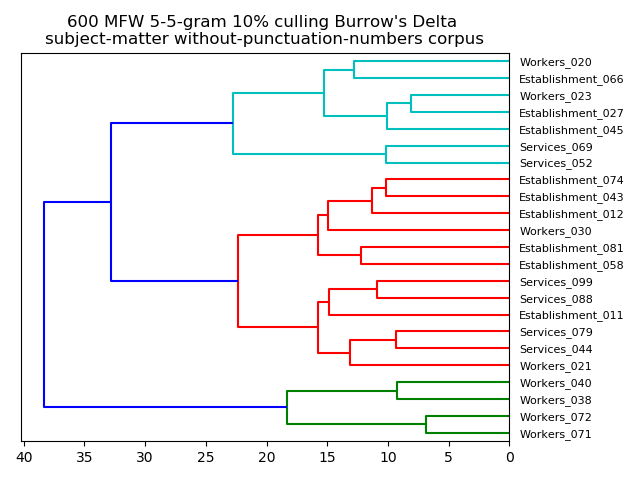 600 MFW 5-5-gram 10% culling Burrow's Delta
subject-matter without-punctuation-numbers corpus
Workers_020
Establishment_066
Workers_023
Establishment_027
Establishment_045
Services_069
Services_052
Establishment_074
Establishment_043
Establishment_012
Workers_030
Establishment_081
Establishment_058
Services_099
Services_088
Establishment_011
Services_079
Services_044
Workers_021
Workers_040
Workers_038
Workers_072
Workers_071
40 35 30 25 20 15 10 5 0